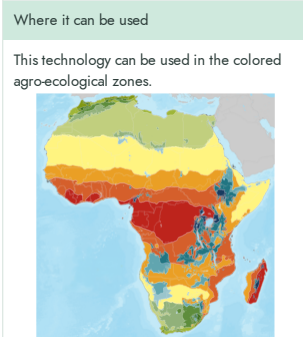 Where it can be used
This technology can be used in the colored
agro-ecological zones.